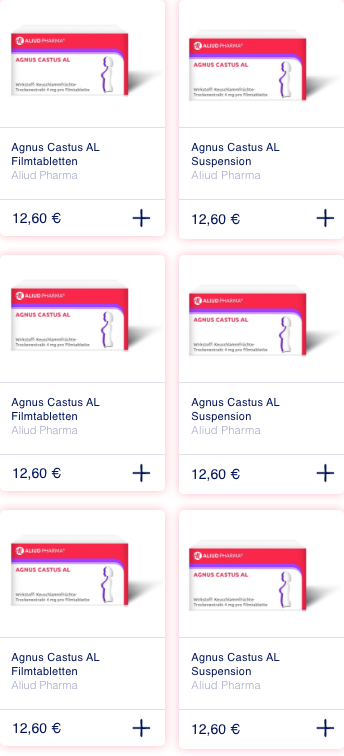 ALIUD PHARMA®
AGNUS CASTUS AL
Wirkstoff: Keuschlammfrüchte-
Trockenextrakt 4 mg pro Filmtablette
Agnus Castus AL
Filmtabletten
Aliud Pharma
12,60 €
ALIUD PHARMA®
AGNUS CASTUS AL
Wirkstoff: Keuschlammfrüchte-
Trockenextrakt 4 mg pro Filmtablette
Agnus Castus AL
Suspension
Aliud Pharma
12,60 €
ALIUD PHARMA®
AGNUS CASTUS AL
Wirkstoff: Keuschlammfrüchte-
Trockenextrakt 4 mg pro Filmtablette
Agnus Castus AL
Filmtabletten
Aliud Pharma
12,60 €
ALIUD PHARMA®
AGNUS CASTUS AL
Wirkstoff: Keuschlammfrüchte-
Trockenextrakt 4 mg pro Filmtablette
Agnus Castus AL
Suspension
Aliud Pharma
12,60 €
ALIUD PHARMA®
AGNUS CASTUS AL
Wirkstoff: Keuschlammfrüchte-
Trockenextrakt 4 mg pro Filmtablette
Agnus Castus AL
Filmtabletten
Aliud Pharma
12,60 €
ALIUD PHARMA®
AGNUS CASTUS AL
Wirkstoff: Keuschlammfrüchte-
Trockenextrakt 4 mg pro Filmtablette
Agnus Castus AL
Suspension
Aliud Pharma
12,60 €